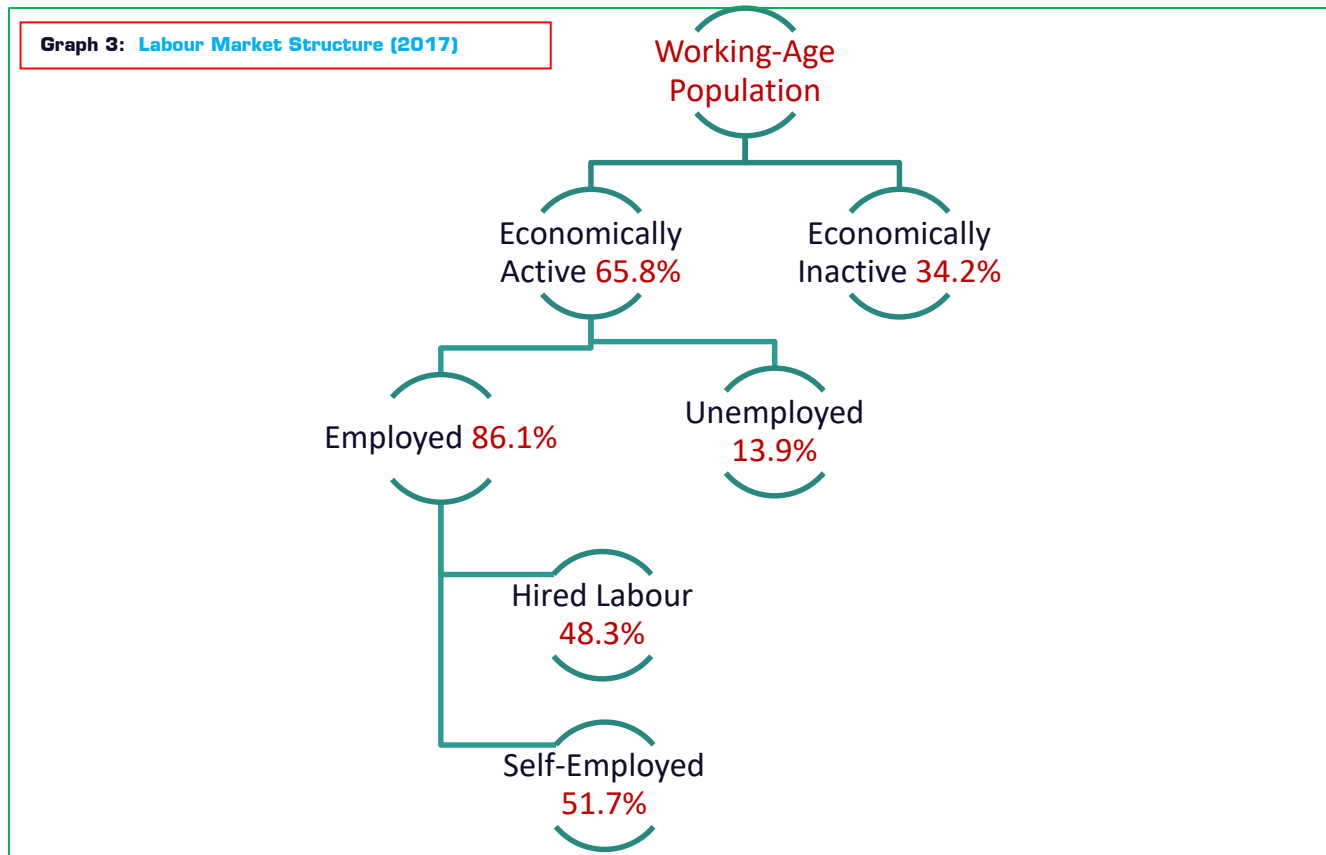 Graph 3: Labour Market Structure (2017)
Working-Age
Population
Economically
Active 65.8%
Economically
Inactive 34.2%
Employed 86.1%
Unemployed
13.9%
Hired Labour
48.3%
Self-Employed
51.7%